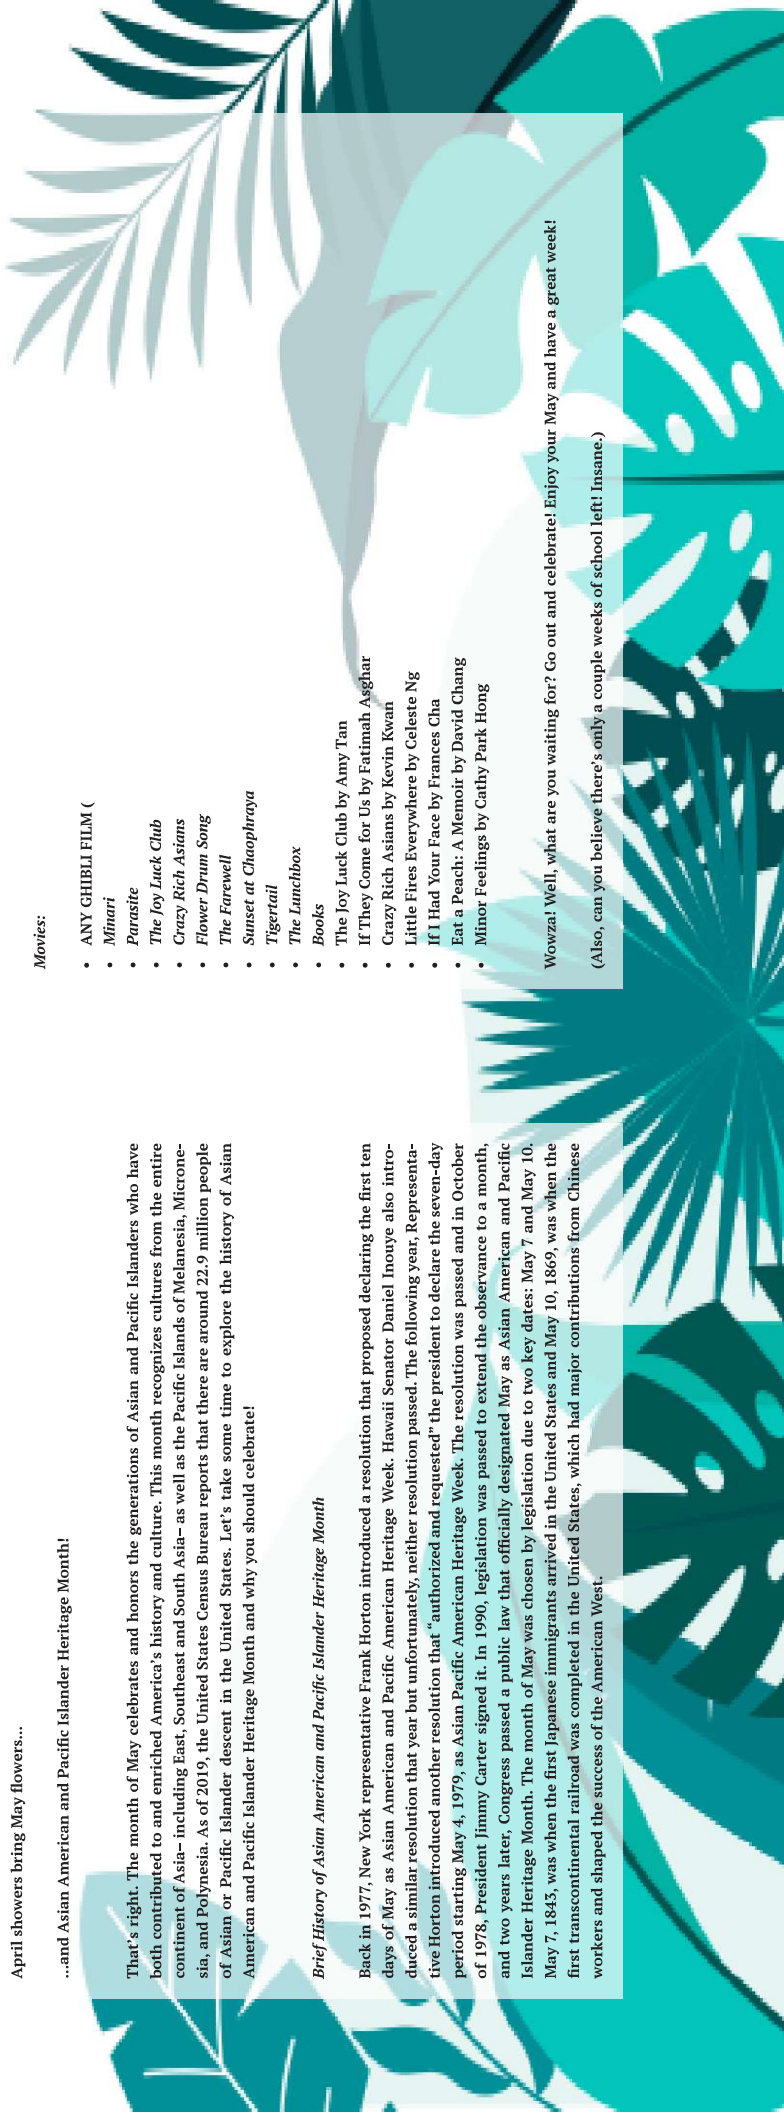 April showers bring May flowers...
...and Asian American and Pacific Islander Heritage Month!
That's right. The month of May celebrates and honors the generations of Asian and Pacific Islanders who have
both contributed to and enriched America's history and culture. This month recognizes cultures from the entire
continent of Asia– including East, Southeast and South Asia– as well as the Pacific Islands of Melanesia, Microne-
sia, and Polynesia. As of 2019, the United States Census Bureau reports that there are around 22.9 million people
of Asian or Pacific Islander descent in the United States. Let's take some time to explore the history of Asian
American and Pacific Islander Heritage Month and why you should celebrate!
Brief History of Asian American and Pacific Islander Heritage Month
Back in 1977, New York representative Frank Horton introduced a resolution that proposed declaring the first ten
days of May as Asian American and Pacific American Heritage Week. Hawaii Senator Daniel Inouye also intro-
duced a similar resolution that year but unfortunately, neither resolution passed. The following year, Representa-
tive Horton introduced another resolution that “authorized and requested” the president to declare the seven-day
period starting May 4, 1979, as Asian Pacific American Heritage Week. The resolution was passed and in October
of 1978, President Jimmy Carter signed it. In 1990, legislation was passed to extend the observance to a month,
and two years later, Congress passed a public law that officially designated May as Asian American and Pacific
Islander Heritage Month. The month of May was chosen by legislation due to two key dates: May 7 and May 10.
May 7, 1843, was when the first Japanese immigrants arrived in the United States and May 10, 1869, was when the
first transcontinental railroad was completed in the United States, which had major contributions from Chinese
workers and shaped the success of the American West.
Movies:
• ANY GHIBLI FILM (
• Minari
• Parasite
• The Joy Luck Club
• Crazy Rich Asians
• Flower Drum Song
• The Farewell
• Sunset at Chaophraya
• Tigertail
• The Lunchbox
• Books
• The Joy Luck Club by Amy Tan
• If They Come for Us by Fatimah Asghar
• Crazy Rich Asians by Kevin Kwan
• Little Fires Everywhere by Celeste Ng
• If I Had Your Face by Frances Cha
• Eat a Peach: A Memoir by David Chang
• Minor Feelings by Cathy Park Hong
Wowza! Well, what are you waiting for? Go out and celebrate! Enjoy your May and have a great week!
(Also, can you believe there's only a couple weeks of school left! Insane.)